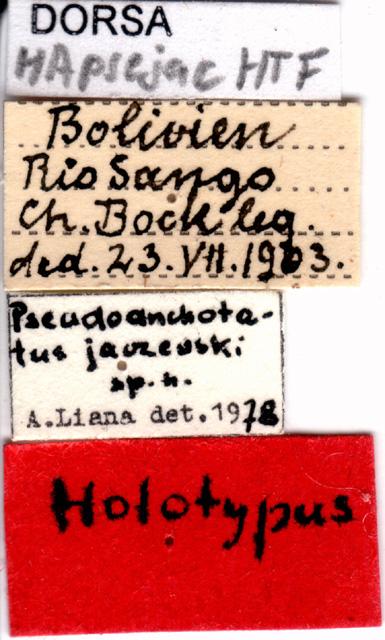 DORSA
HApsejac HTF
Bolivien
Rio Songo
Ch. Bock leg.
ded. 23.VII.1903.
Pseudoanchota-
tus jaczewski
sp. n.
A.Liana det.1978
Holotypus